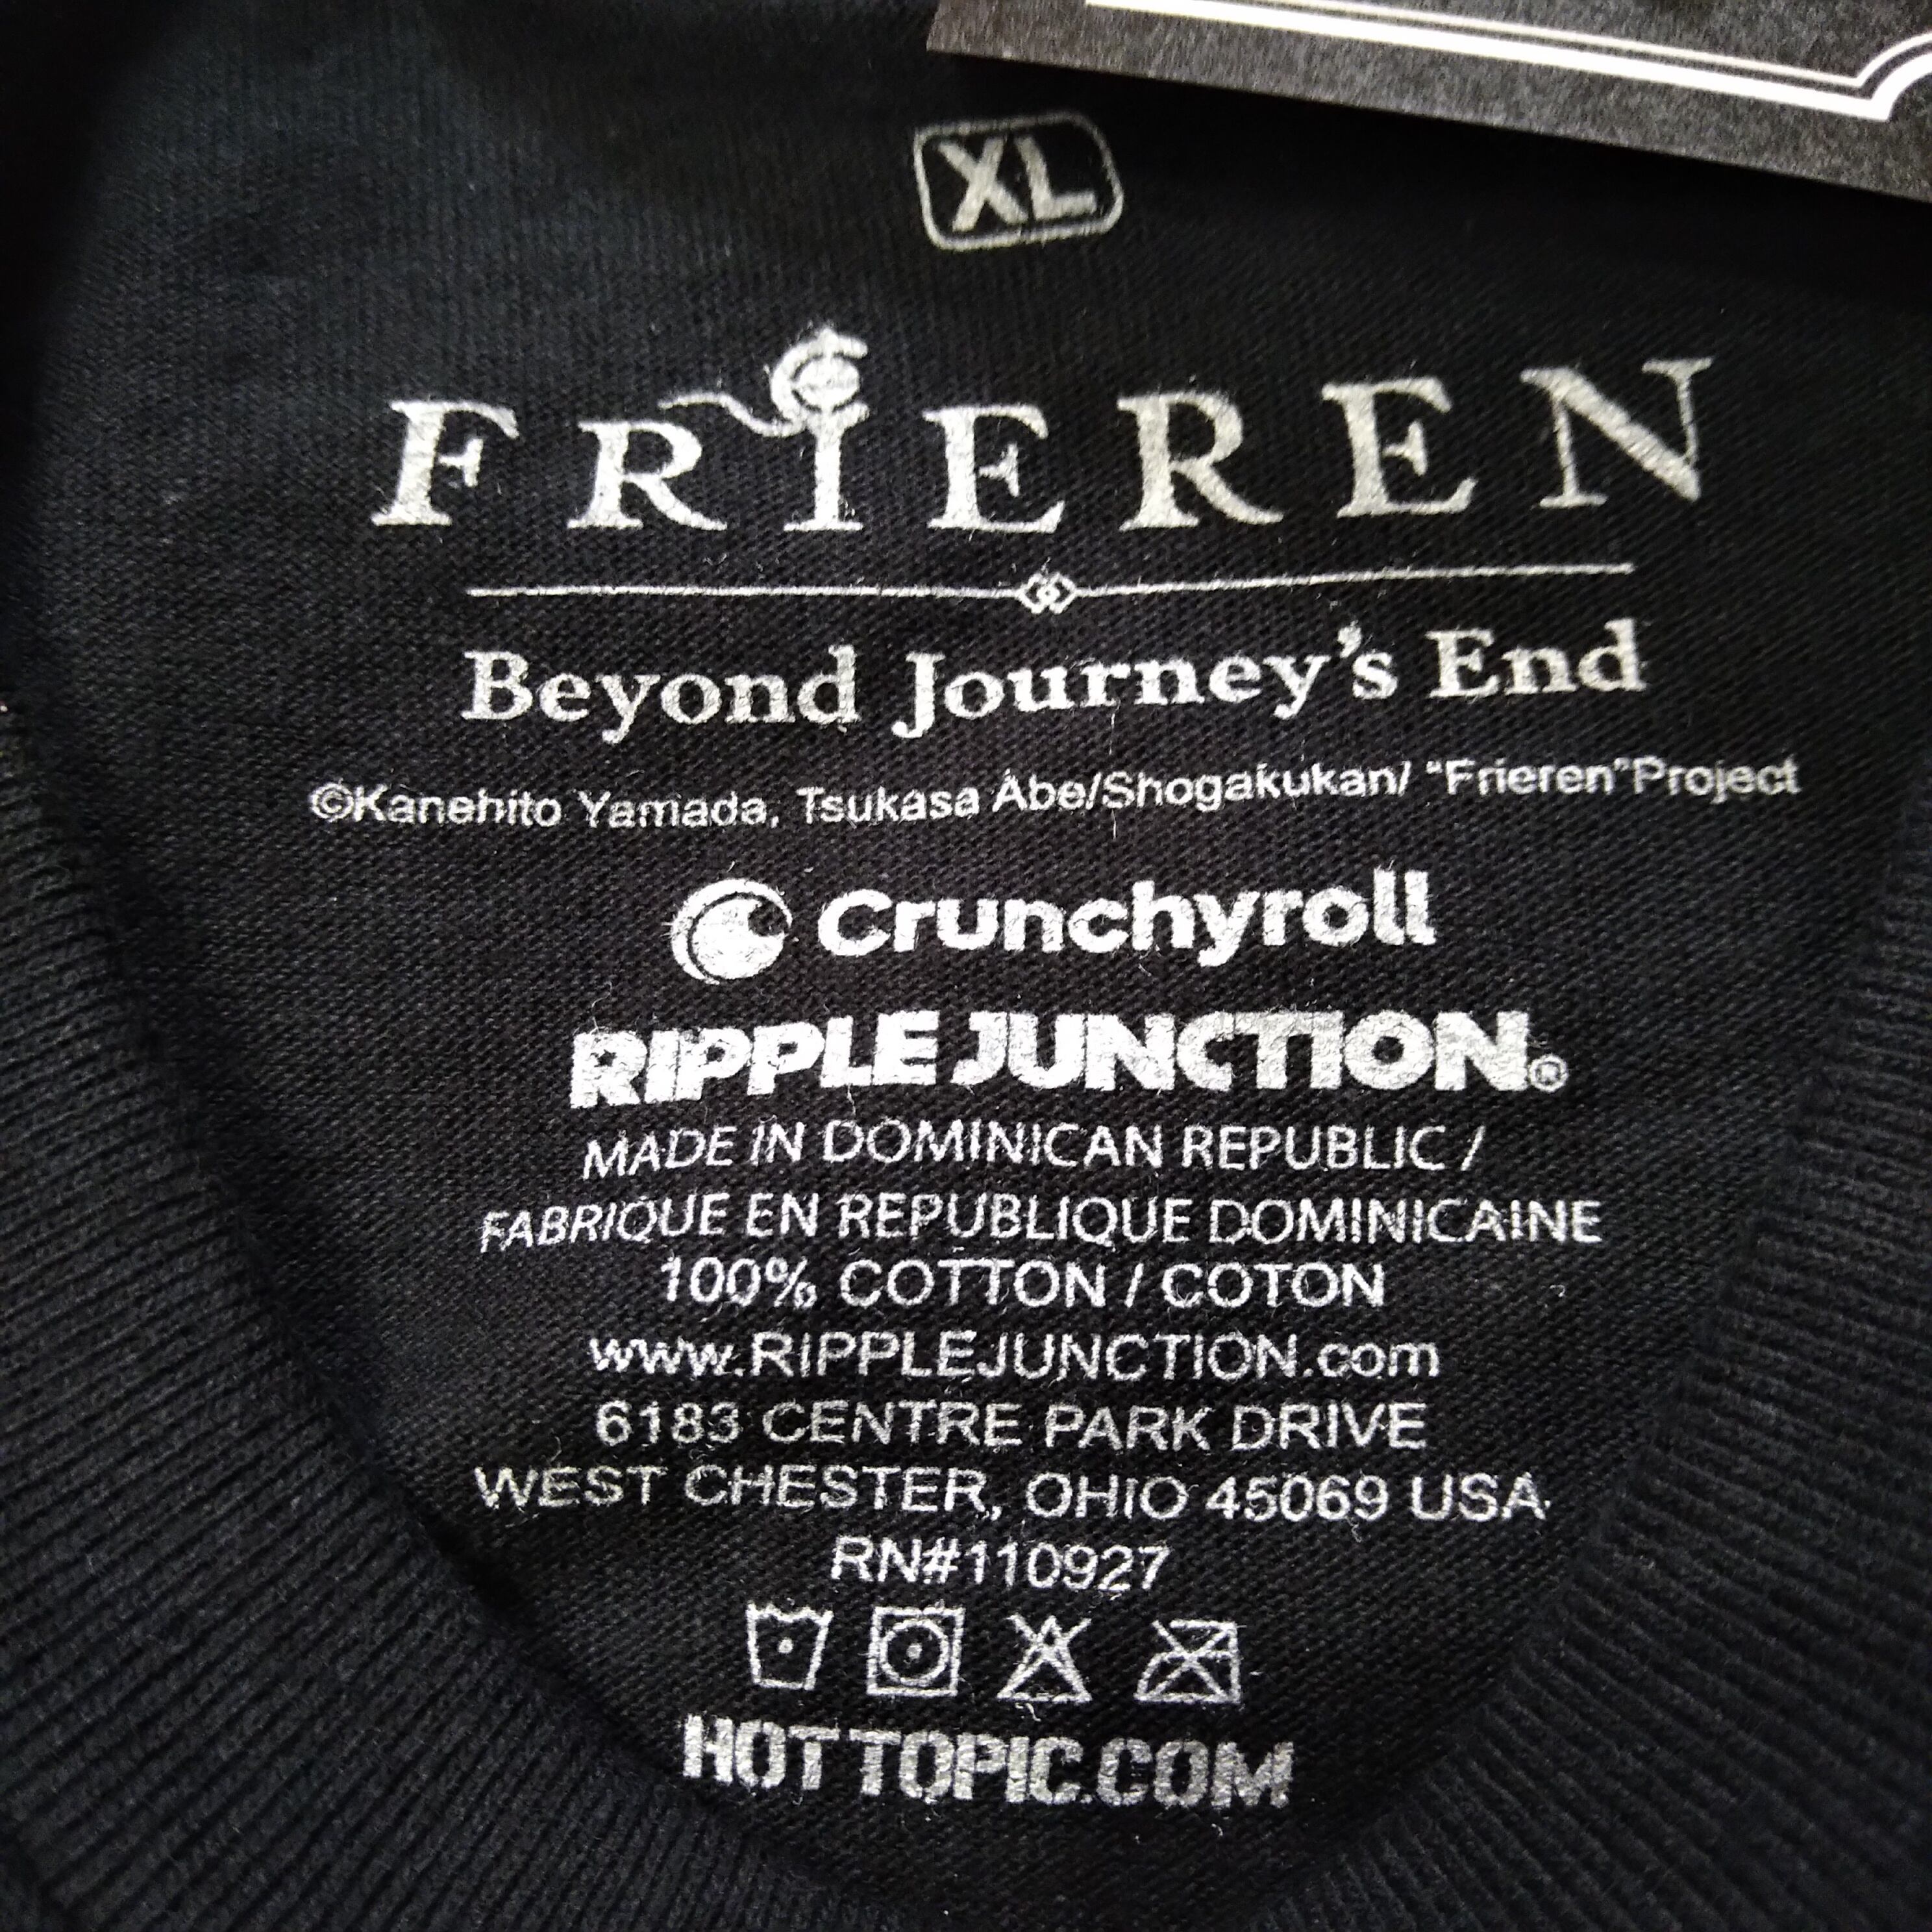 XL
FRIEREN
Beyond Journey's End
©Kanehito Yamada, Tsukasa Abe/Shogakukan/ "Frieren"Project
Crunchyroll
RIPPLE JUNCTION®
MADE IN DOMINICAN REPUBLIC /
FABRIQUE EN REPUBLIQUE DOMINICAINE
100% COTTON / COTON
www.RIPPLEJUNCTION.com
6183 CENTRE PARK DRIVE
WEST CHESTER, OHIO 45069 USA
RN#110927
HOT TOPIC.COM